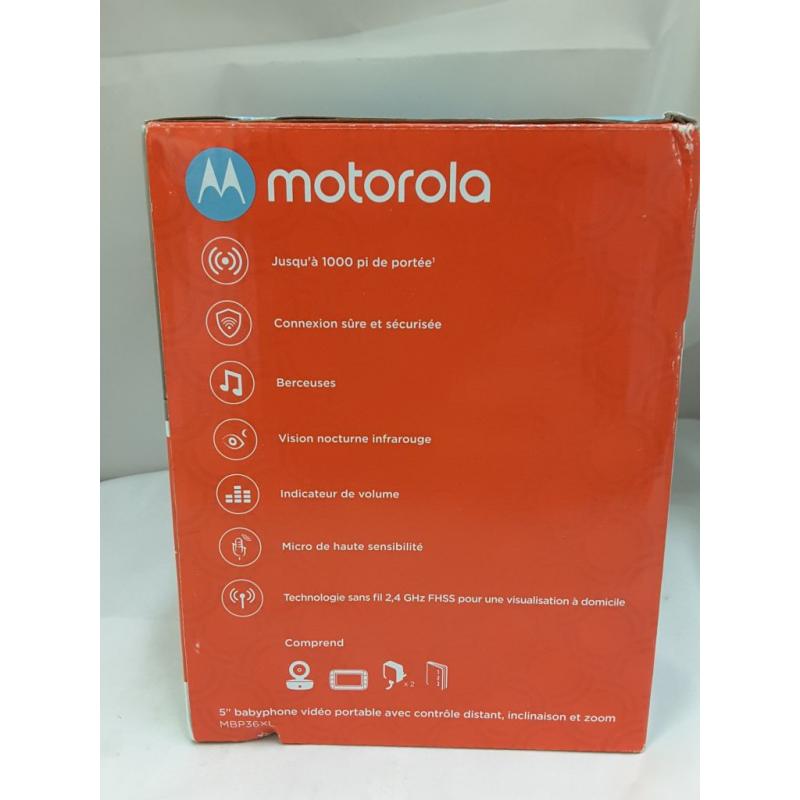 motorola
Jusqu'à 1000 pi de portée¹
Connexion sûre et sécurisée
Berceuses
Vision nocturne infrarouge
Indicateur de volume
Micro de haute sensibilité
Technologie sans fil 2,4 GHz FHSS pour une visualisation à domicile
Comprend
x 2
5" babyphone vidéo portable avec contrôle distant, inclinaison et zoom
MBP36XL